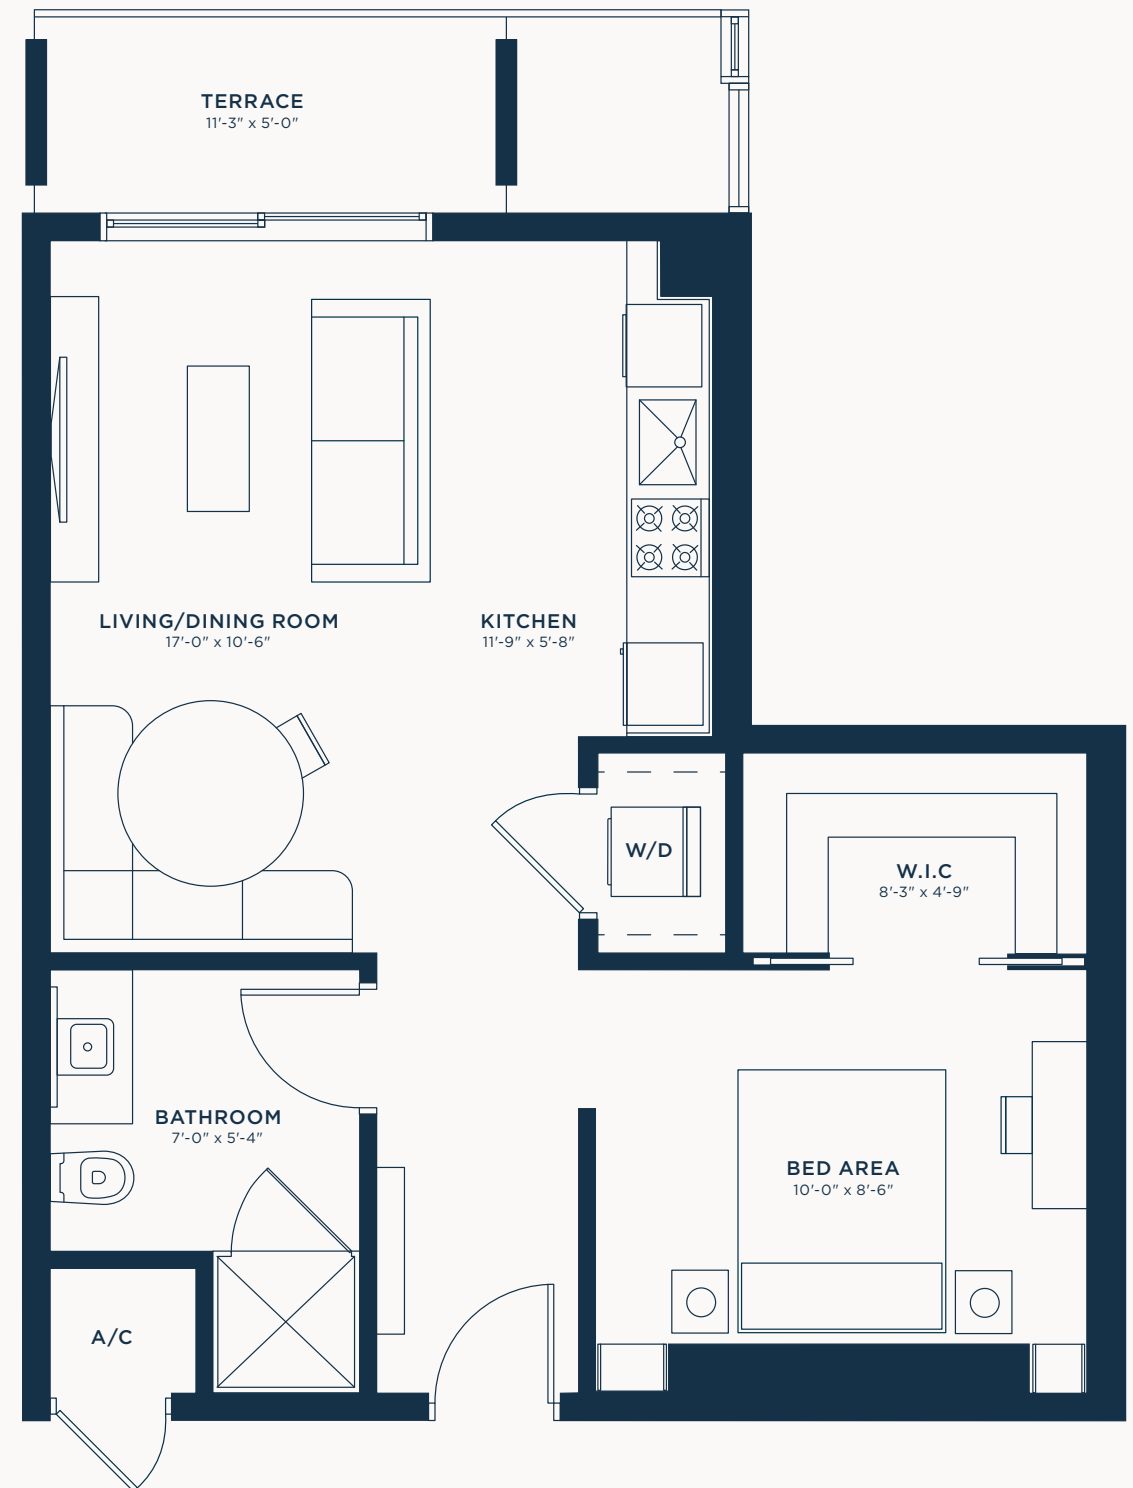 TERRACE
11'-3" x 5'-0"
LIVING/DINING ROOM
17'-0" x 10'-6"
KITCHEN
11'-9" x 5'-8"
W/D
W.I.C
8'-3" x 4'-9"
BATHROOM
7'-0" x 5'-4"
BED AREA
10'-0" x 8'-6"
A/C